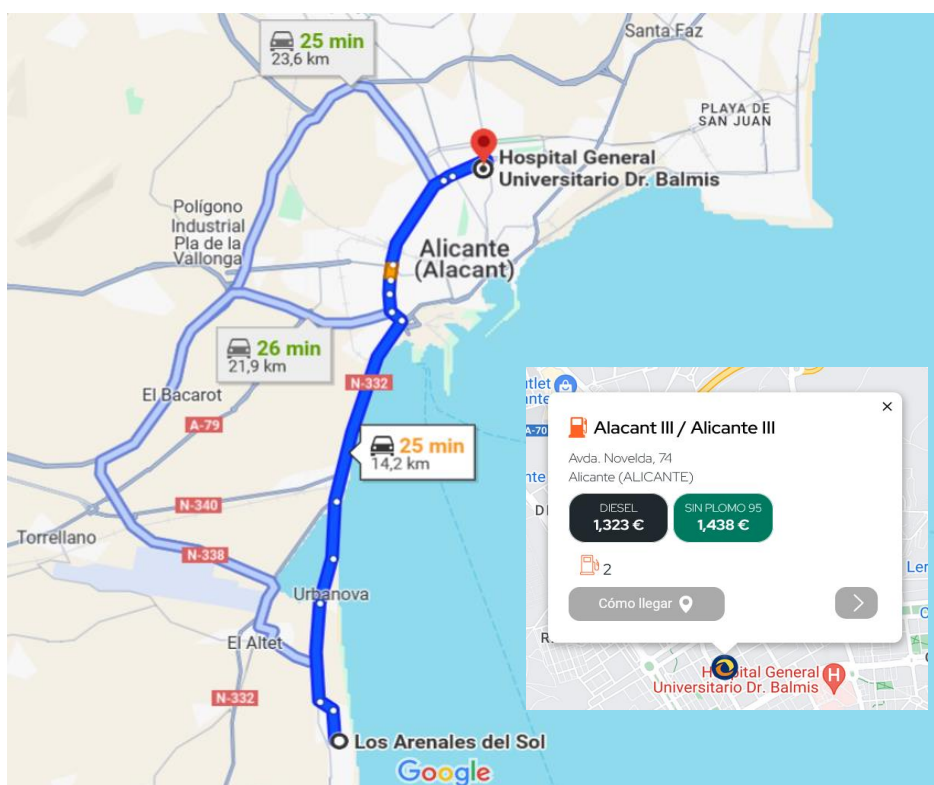 25 min
23,6 km
Santa Faz
PLAYA DE
SAN JUAN
Hospital General
Universitario Dr. Balmis
Polígono
Industrial
Pla de la
Vallonga
Alicante
(Alacant)
26 min
21,9 km
N-332
El Bacarot
A-79
25 min
14,2 km
N-340
Torrellano
N-338
Urbanova
El Altet
N-332
Los Arenales del Sol
Google
A-70
Alacant III / Alicante III
Avda. Novelda, 74
Alicante (ALICANTE)
DIESEL
1,323 €
SIN PLOMO 95
1,438 €
2
Cómo llegar
Hospital General
Universitario Dr. Balmis
H